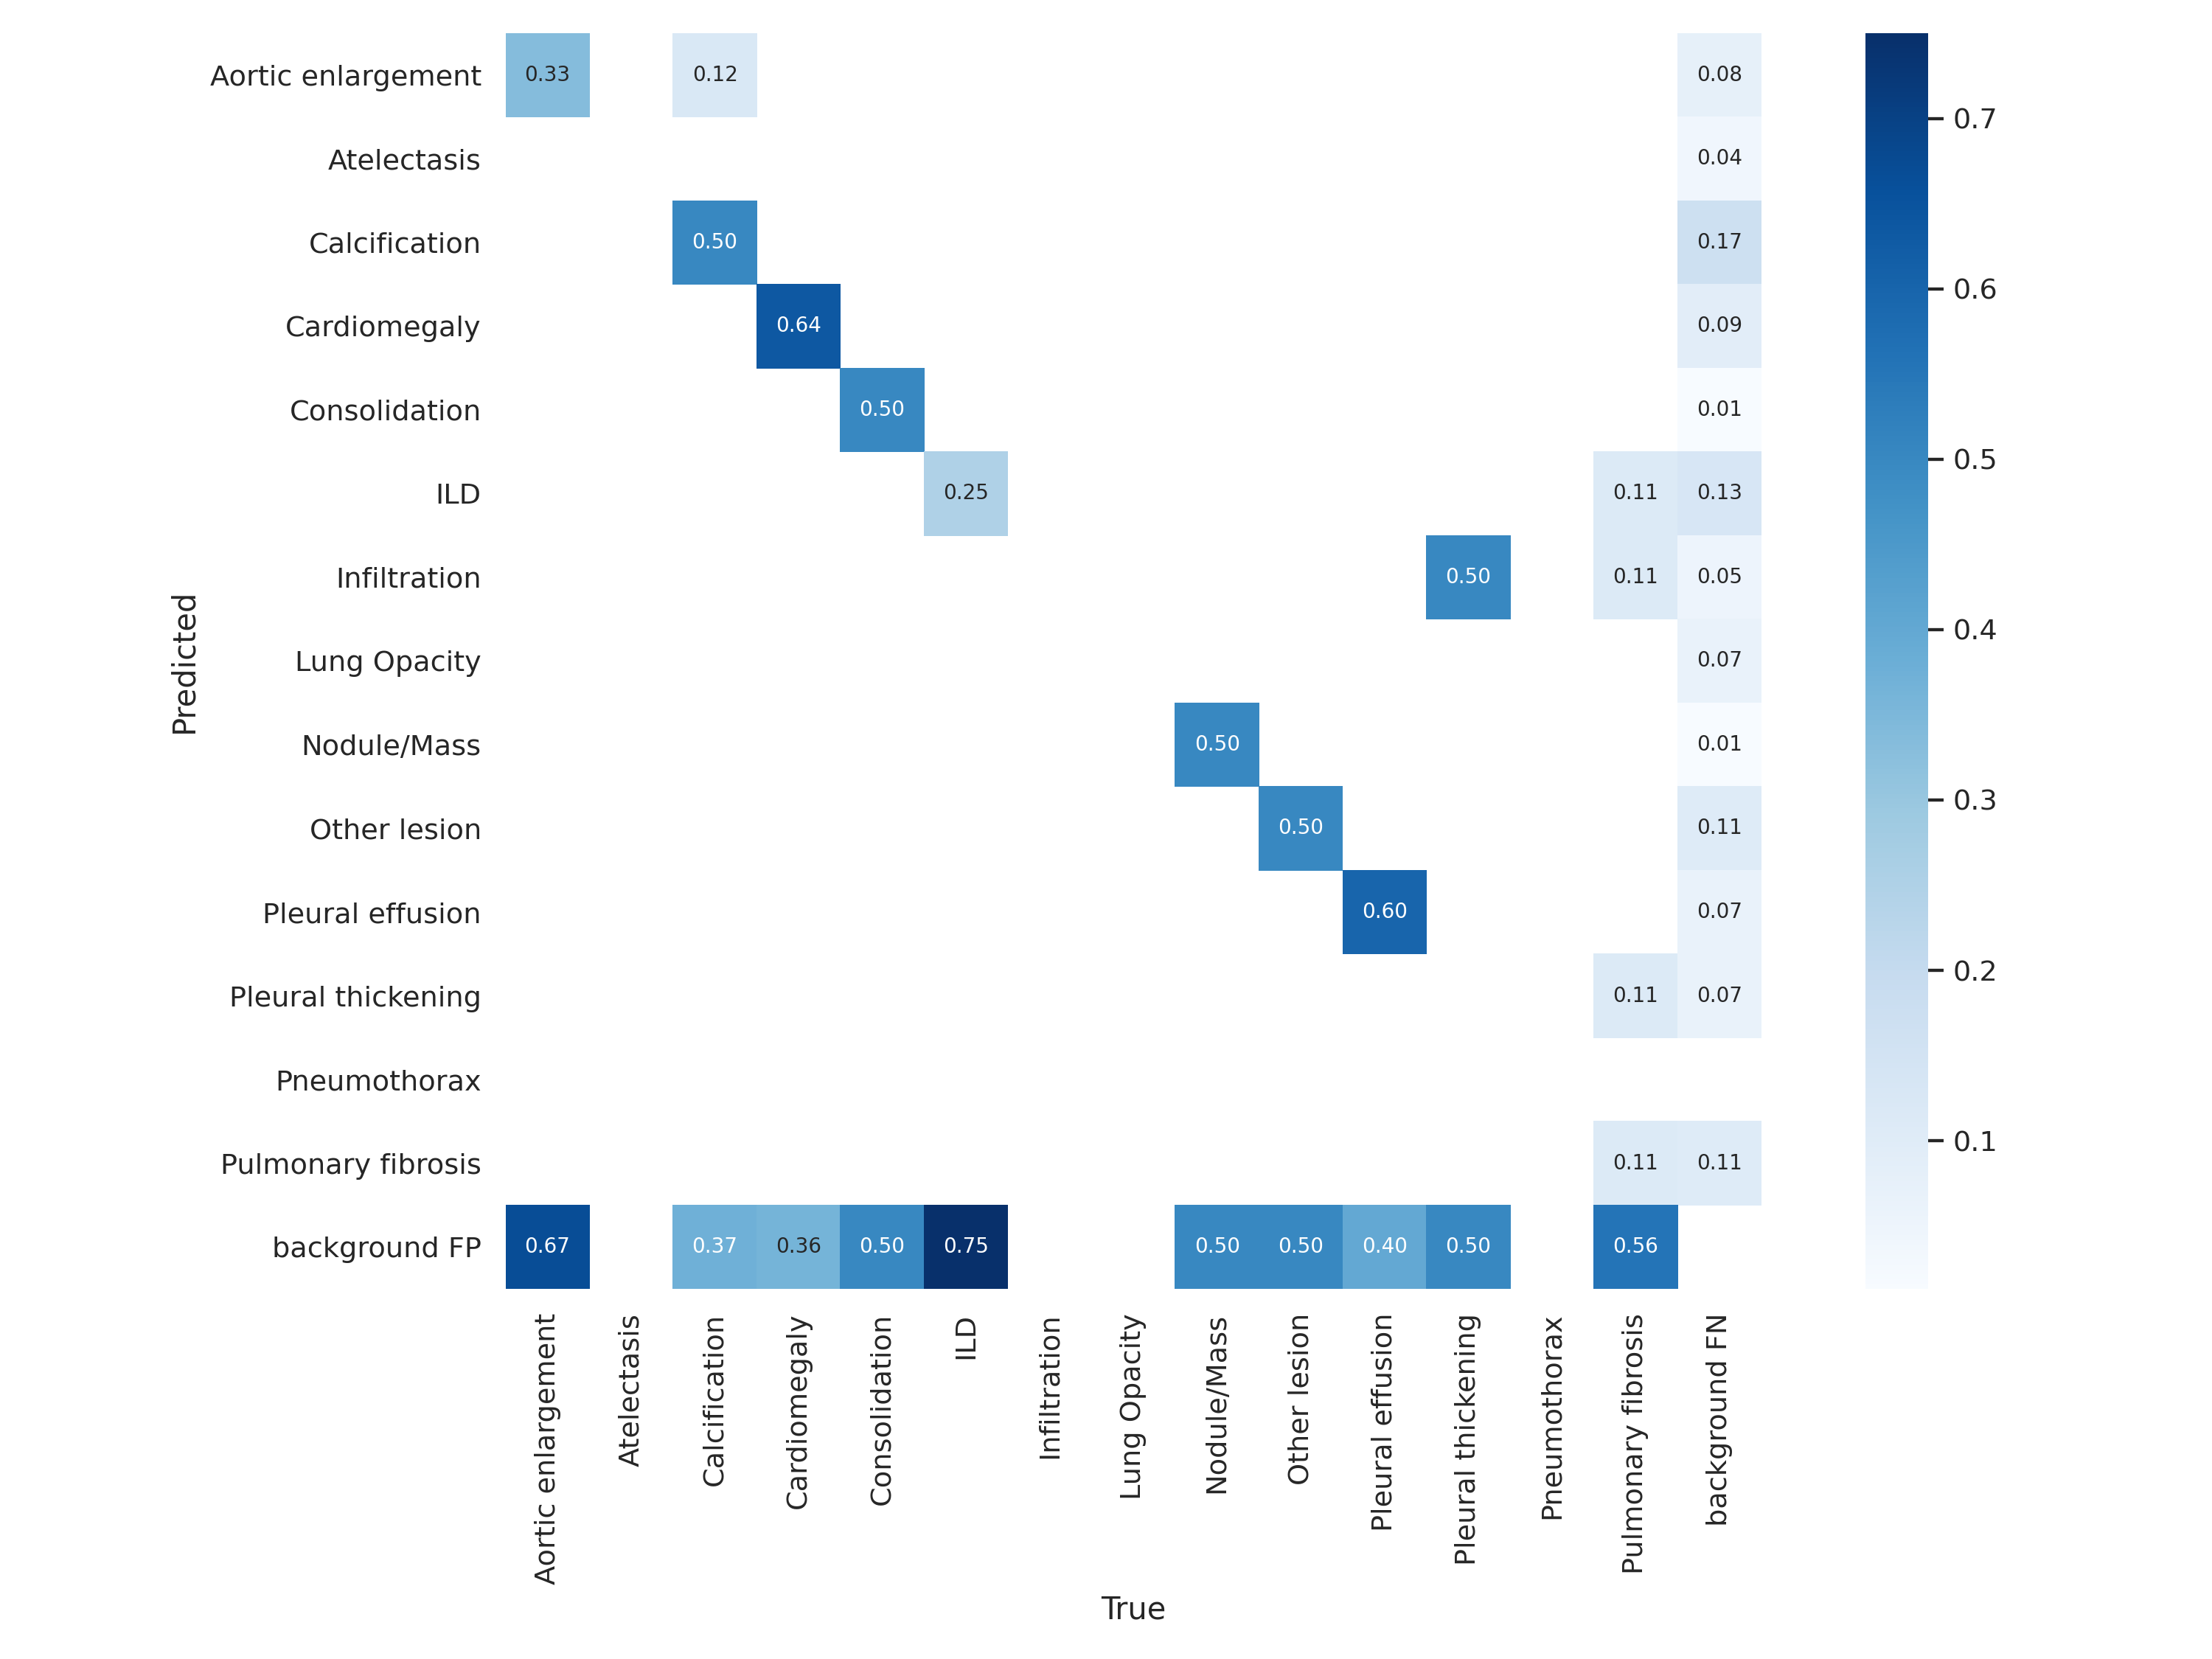 Aortic enlargement 0.33 0.12 0.08
0.7
Atelectasis 0.04
Calcification 0.50 0.17
0.6
Cardiomegaly 0.64 0.09
Consolidation 0.50 0.01
0.5
ILD 0.25 0.11 0.13
Infiltration 0.50 0.11 0.05
0.4
Predicted
Lung Opacity 0.07
Nodule/Mass 0.50 0.01
0.3
Other lesion 0.50 0.11
Pleural effusion 0.60 0.07
0.2
Pleural thickening 0.11 0.07
Pneumothorax
0.1
Pulmonary fibrosis 0.11 0.11
background FP 0.67 0.37 0.36 0.50 0.75 0.50 0.50 0.40 0.50 0.56
Aortic enlargement
Atelectasis
Calcification
Cardiomegaly
Consolidation
ILD
Infiltration
Lung Opacity
Nodule/Mass
Other lesion
Pleural effusion
Pleural thickening
Pneumothorax
Pulmonary fibrosis
background FN
True